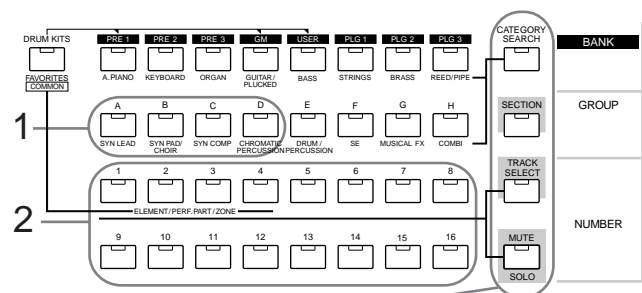 DRUM KITS PRE 1 PRE 2 PRE 3 GM USER PLG 1 PLG 2 PLG 3 CATEGORY SEARCH BANK
FAVORITES
COMMON
A.PIANO KEYBOARD ORGAN GUITAR / PLUCKED BASS STRINGS BRASS REED/PIPE
A B C D E F G H SECTION GROUP
1
SYN LEAD SYN PAD/ CHOIR SYN COMP CHROMATIC PERCUSSION DRUM / PERCUSSION SE MUSICAL FX COMBI
1 2 3 4 5 6 7 8 TRACK SELECT
2
ELEMENT/PERF.PART/ZONE
NUMBER
9 10 11 12 13 14 15 16 MUTE
SOLO